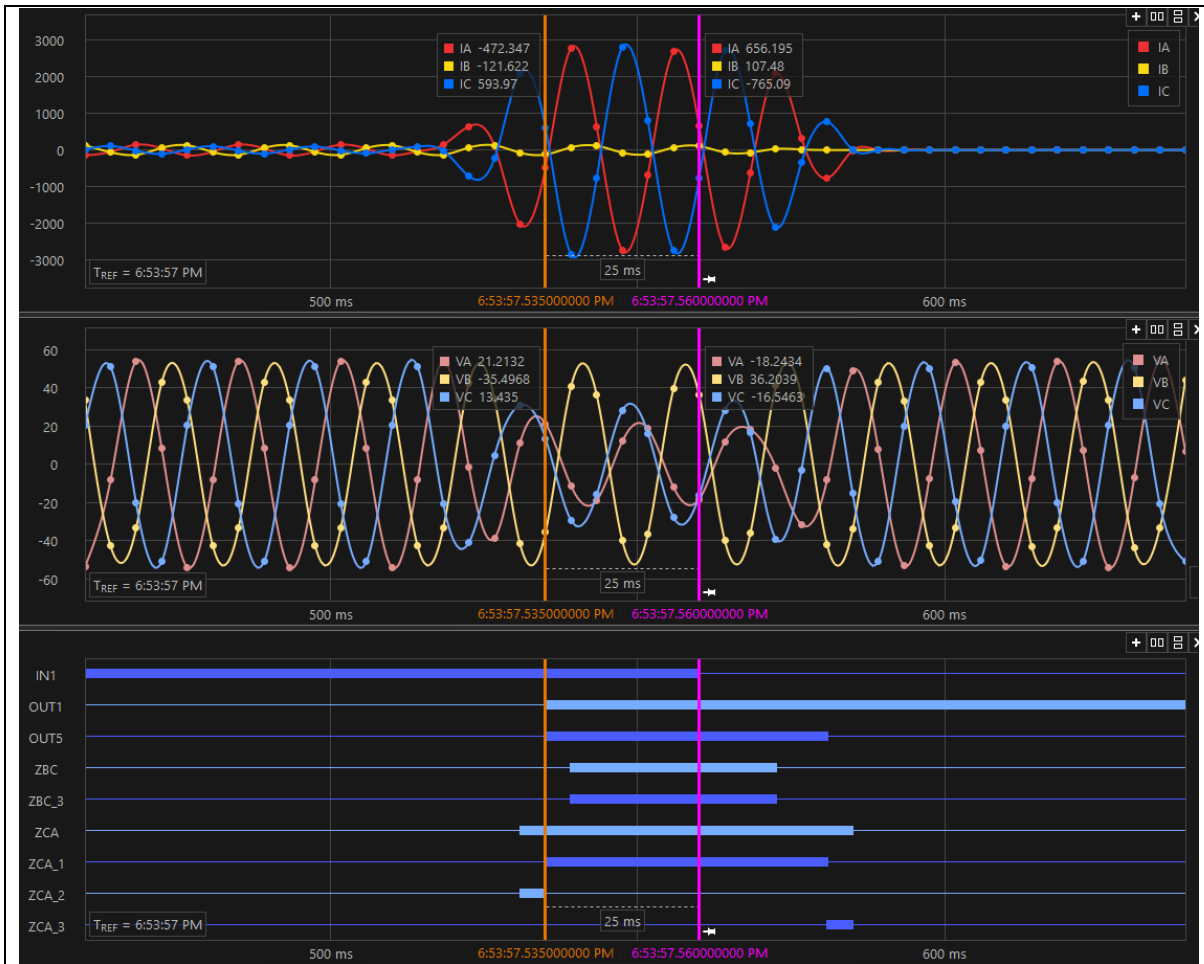 3000
2000
1000
0
-1000
-2000
-3000
IA -472.347
IB -121.622
IC 593.97
IA 656.195
IB 107.48
IC -765.09
IA
IB
IC
25 ms
TREF = 6:53:57 PM
500 ms
6:53:57.535000000 PM
6:53:57.560000000 PM
600 ms
60
40
20
0
-20
-40
-60
VA 21.2132
VB -35.4968
VC 13.435
VA -18.2434
VB 36.2039
VC -16.5463
VA
VB
VC
25 ms
TREF = 6:53:57 PM
500 ms
6:53:57.535000000 PM
6:53:57.560000000 PM
600 ms
IN1
OUT1
OUT5
ZBC
ZBC_3
ZCA
ZCA_1
ZCA_2
ZCA_3
TREF = 6:53:57 PM
25 ms
500 ms
6:53:57.535000000 PM
6:53:57.560000000 PM
600 ms